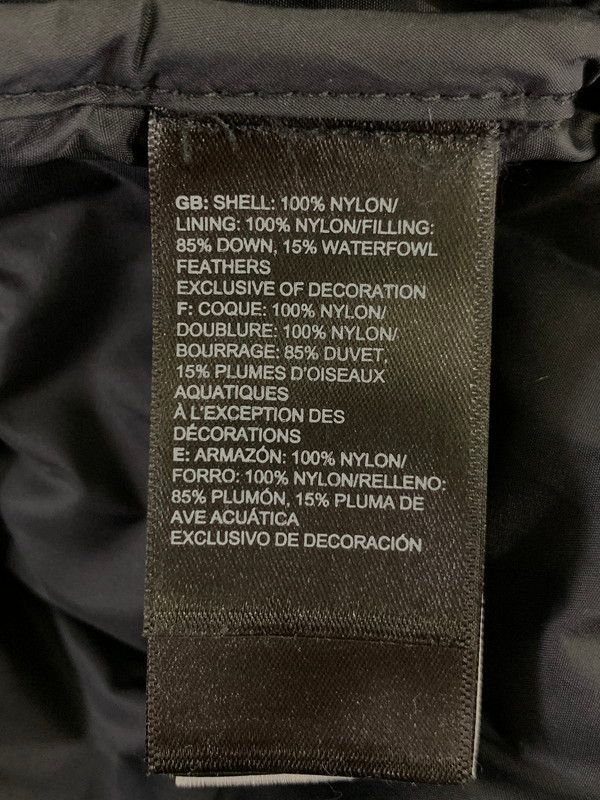 GB: SHELL: 100% NYLON/
LINING: 100% NYLON/FILLING:
85% DOWN, 15% WATERFOWL
FEATHERS
EXCLUSIVE OF DECORATION
F: COQUE: 100% NYLON/
DOUBLURE: 100% NYLON/
BOURRAGE: 85% DUVET,
15% PLUMES D'OISEAUX
AQUATIQUES
À L'EXCEPTION DES
DÉCORATIONS
E: ARMAZÓN: 100% NYLON/
FORRO: 100% NYLON/RELLENO:
85% PLUMÓN, 15% PLUMA DE
AVE ACUÁTICA
EXCLUSIVO DE DECORACIÓN